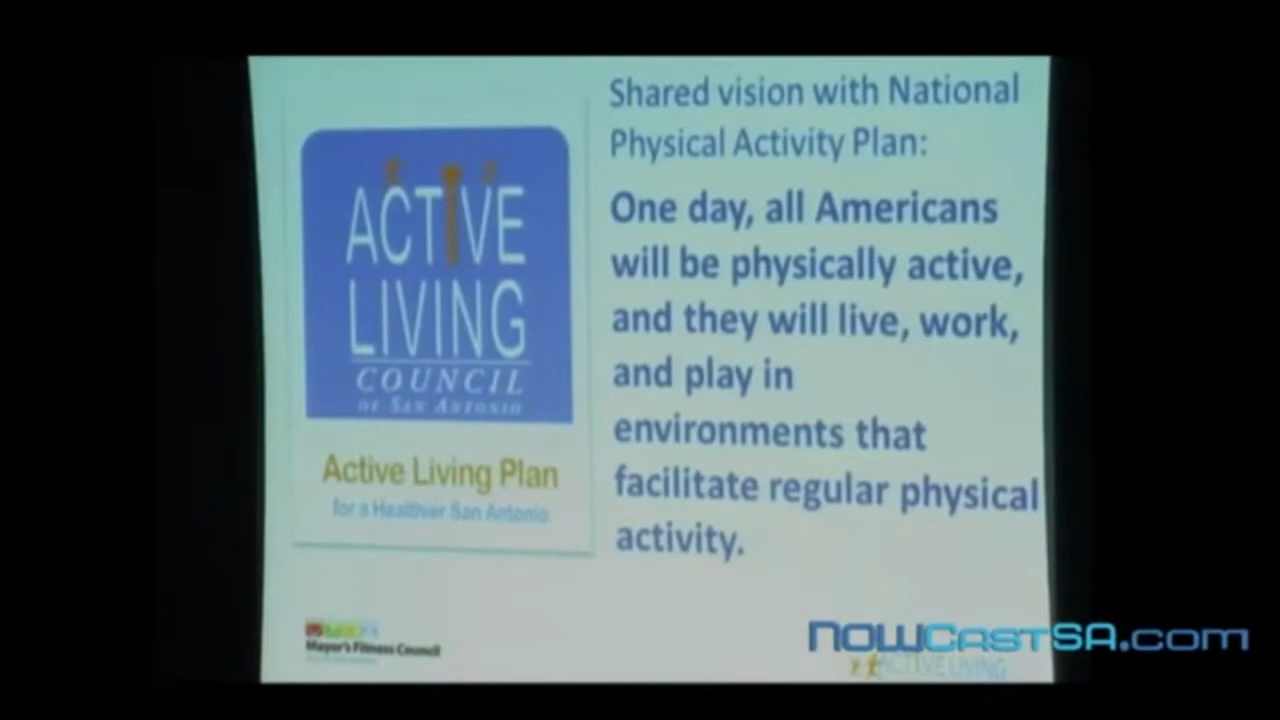 Shared vision with National
Physical Activity Plan:
One day, all Americans
will be physically active,
and they will live, work,
and play in
environments that
facilitate regular physical
activity.
ACTIVE
LIVING
COUNCIL
OF SAN ANTONIO
Active Living Plan
for a Healthier San Antonio
Mayor's Fitness Council
NOWCastSA.com
ACTIVE LIVING